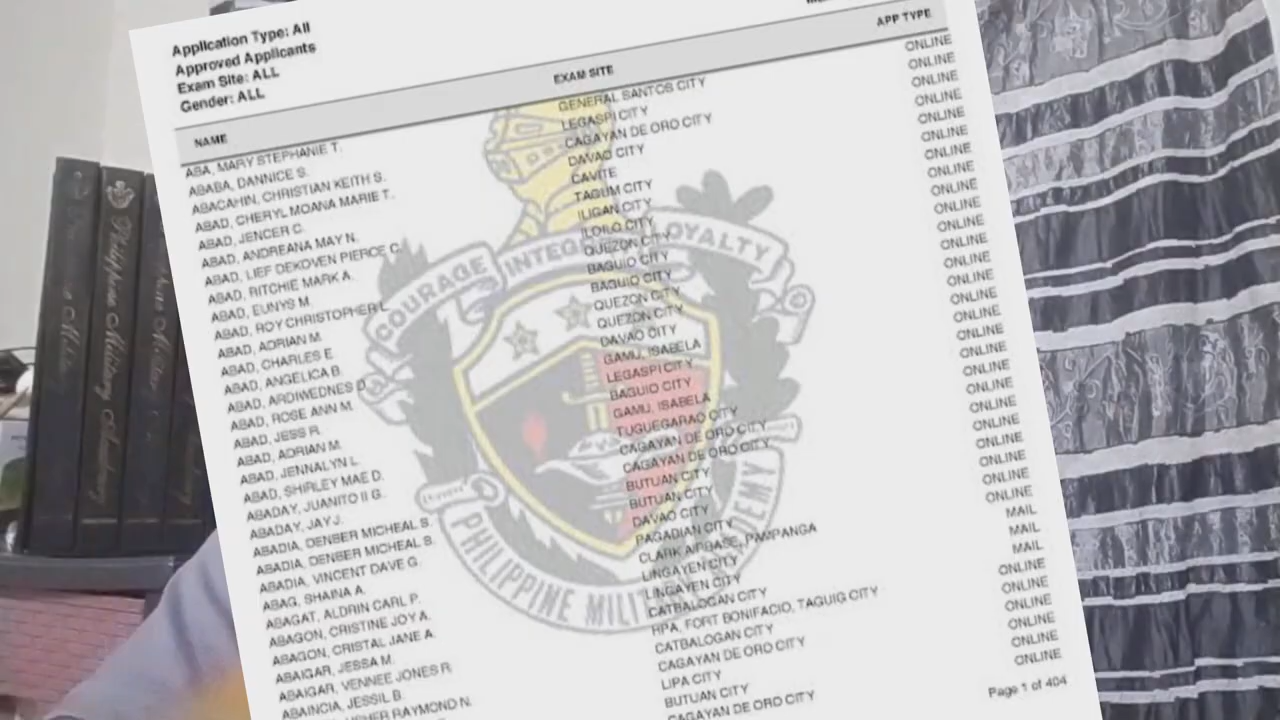 Application Type: All
Approved Applicants
Exam Site: ALL
Gender: ALL
NAME EXAM SITE APP TYPE
ABA, MARY STEPHANIE T. GENERAL SANTOS CITY ONLINE
ABABA, DANNICE S. LEGASPI CITY ONLINE
ABACAHIN, CHRISTIAN KEITH S. CAGAYAN DE ORO CITY ONLINE
ABAD, CHERYL MOANA MARIE T. DAVAO CITY ONLINE
ABAD, JENCER C. CAVITE ONLINE
ABAD, ANDREANA MAY N. TAGUM CITY ONLINE
ABAD, LIEF DEKOVEN PIERCE C. ILIGAN CITY ONLINE
ABAD, RITCHIE MARK A. ILOILO CITY ONLINE
ABAD, EUNYS M. QUEZON CITY ONLINE
ABAD, ROY CHRISTOPHER L. BAGUIO CITY ONLINE
ABAD, ADRIAN M. BAGUIO CITY ONLINE
ABAD, CHARLES E. QUEZON CITY ONLINE
ABAD, ANGELICA B. QUEZON CITY ONLINE
ABAD, ARDIWEDNES D. DAVAO CITY ONLINE
ABAD, ROSE ANN M. GAMU, ISABELA ONLINE
ABAD, JESS R. LEGASPI CITY ONLINE
ABAD, ADRIAN M. BAGUIO CITY ONLINE
ABAD, JENNALYN L. GAMU, ISABELA ONLINE
ABAD, SHIRLEY MAE D. TUGUEGARAO CITY ONLINE
ABADAY, JUANITO II G. CAGAYAN DE ORO CITY ONLINE
ABADAY, JAY J. CAGAYAN DE ORO CITY ONLINE
ABADIA, DENBER MICHEAL S. BUTUAN CITY ONLINE
ABADIA, DENBER MICHEAL S. BUTUAN CITY ONLINE
ABADIA, VINCENT DAVE G. DAVAO CITY ONLINE
ABAG, SHAINA A. PAGADIAN CITY ONLINE
ABAGAT, ALDRIN CARL P. CLARK AIRBASE, PAMPANGA ONLINE
ABAGON, CRISTINE JOY A. LINGAYEN CITY MAIL
ABAGON, CRISTAL JANE A. LINGAYEN CITY MAIL
ABAIGAR, JESSA M. CATBALOGAN CITY MAIL
ABAIGAR, VENNEE JONES R. HPA, FORT BONIFACIO, TAGUIG CITY ONLINE
ABAINCIA, JESSIL B. CATBALOGAN CITY ONLINE
RAYMOND N. CAGAYAN DE ORO CITY ONLINE
LIPA CITY ONLINE
BUTUAN CITY ONLINE
CAGAYAN DE ORO CITY ONLINE
Page 1 of 404
COURAGE INTEGRITY LOYALTY
PHILIPPINE MILITARY ACADEMY
Philippine Military Academy